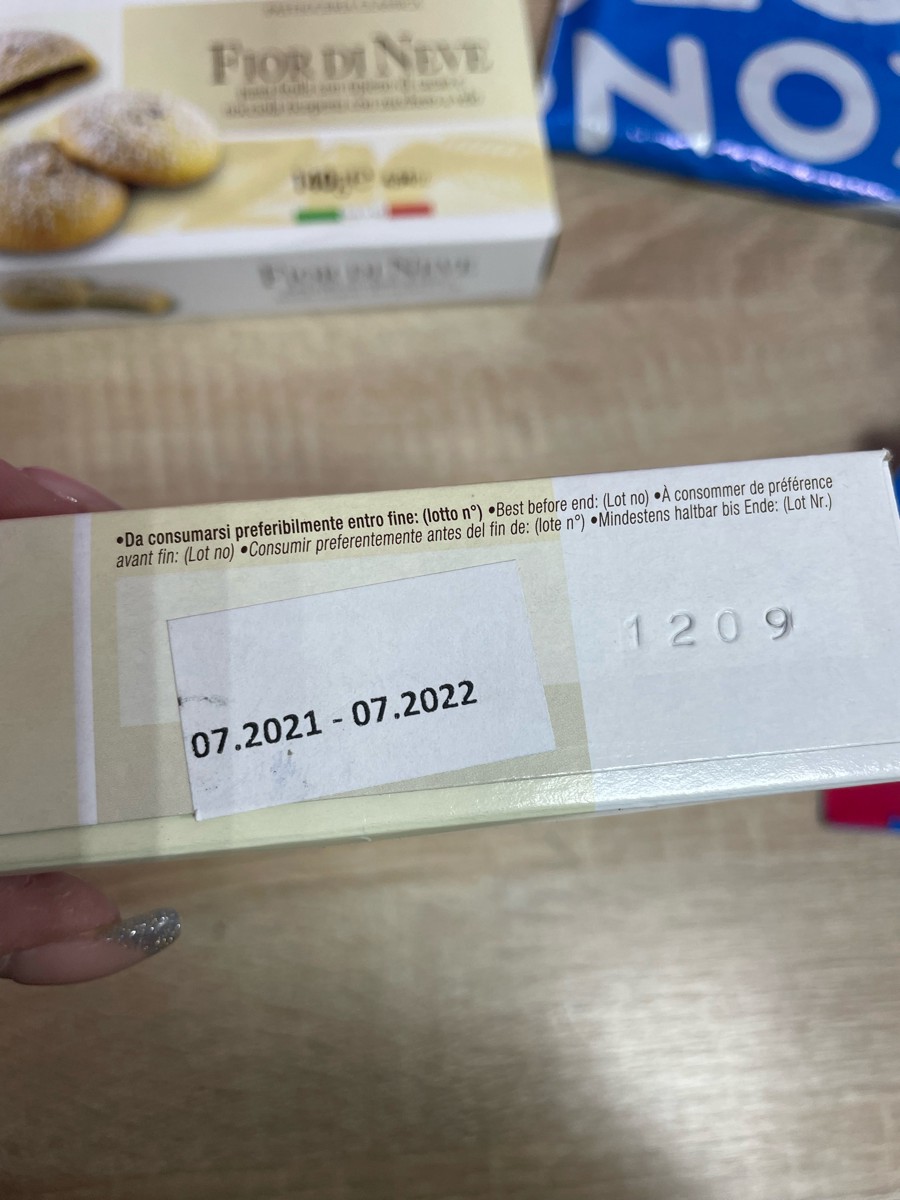 FIOR DI NEVE
140g
FIOR DI NEVE
NO
•Da consumarsi preferibilmente entro fine: (lotto n°) •Best before end: (Lot no) •À consommer de préférence
avant fin: (Lot no) •Consumir preferentemente antes del fin de: (lote n°) •Mindestens haltbar bis Ende: (Lot Nr.)
1209
07.2021 - 07.2022